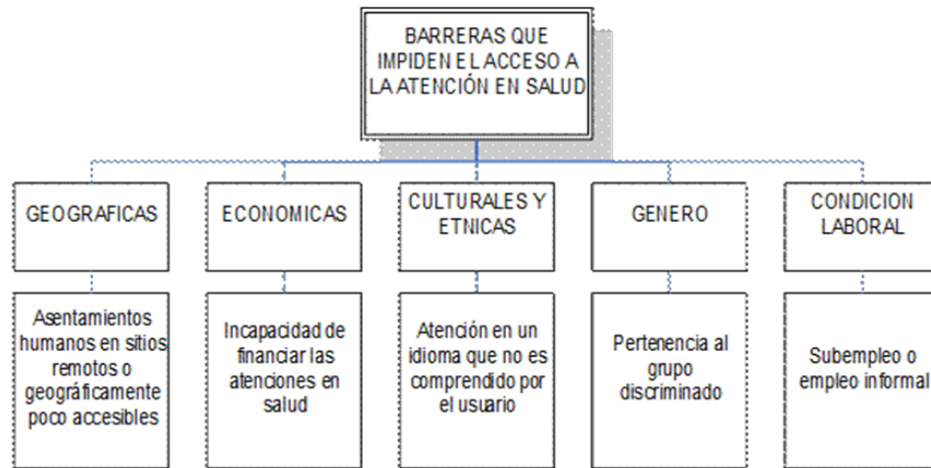 BARRERAS QUE
IMPIDEN EL ACCESO A
LA ATENCIÓN EN SALUD
GEOGRAFICAS
ECONOMICAS
CULTURALES Y
ETNICAS
GENERO
CONDICION
LABORAL
Asentamientos
humanos en sitios
remotos o
geográficamente
poco accesibles
Incapacidad de
financiar las
atenciones en
salud
Atención en un
idioma que no es
comprendido por
el usuario
Pertenencia al
grupo
discriminado
Subempleo o
empleo informal